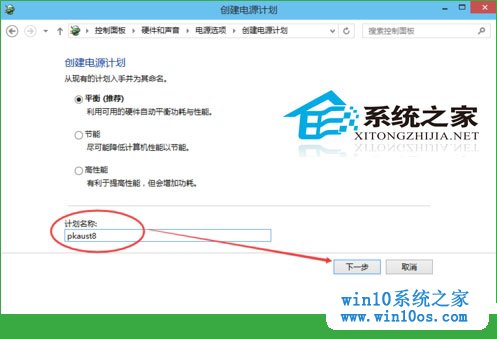 创建电源计划
控制面板 ▸ 硬件和声音 ▸ 电源选项 ▸ 创建电源计划
搜索控制面板
创建电源计划
从现有的计划入手并为其命名。
平衡(推荐)
利用可用的硬件自动平衡功耗与性能。
节能
尽可能降低计算机性能以节能。
高性能
有利于提高性能，但会增加功耗。
系统之家
XITONGZHIJIA.NET
计划名称:
pkaust8
下一步
取消
win10系统之家
www.win10os.com